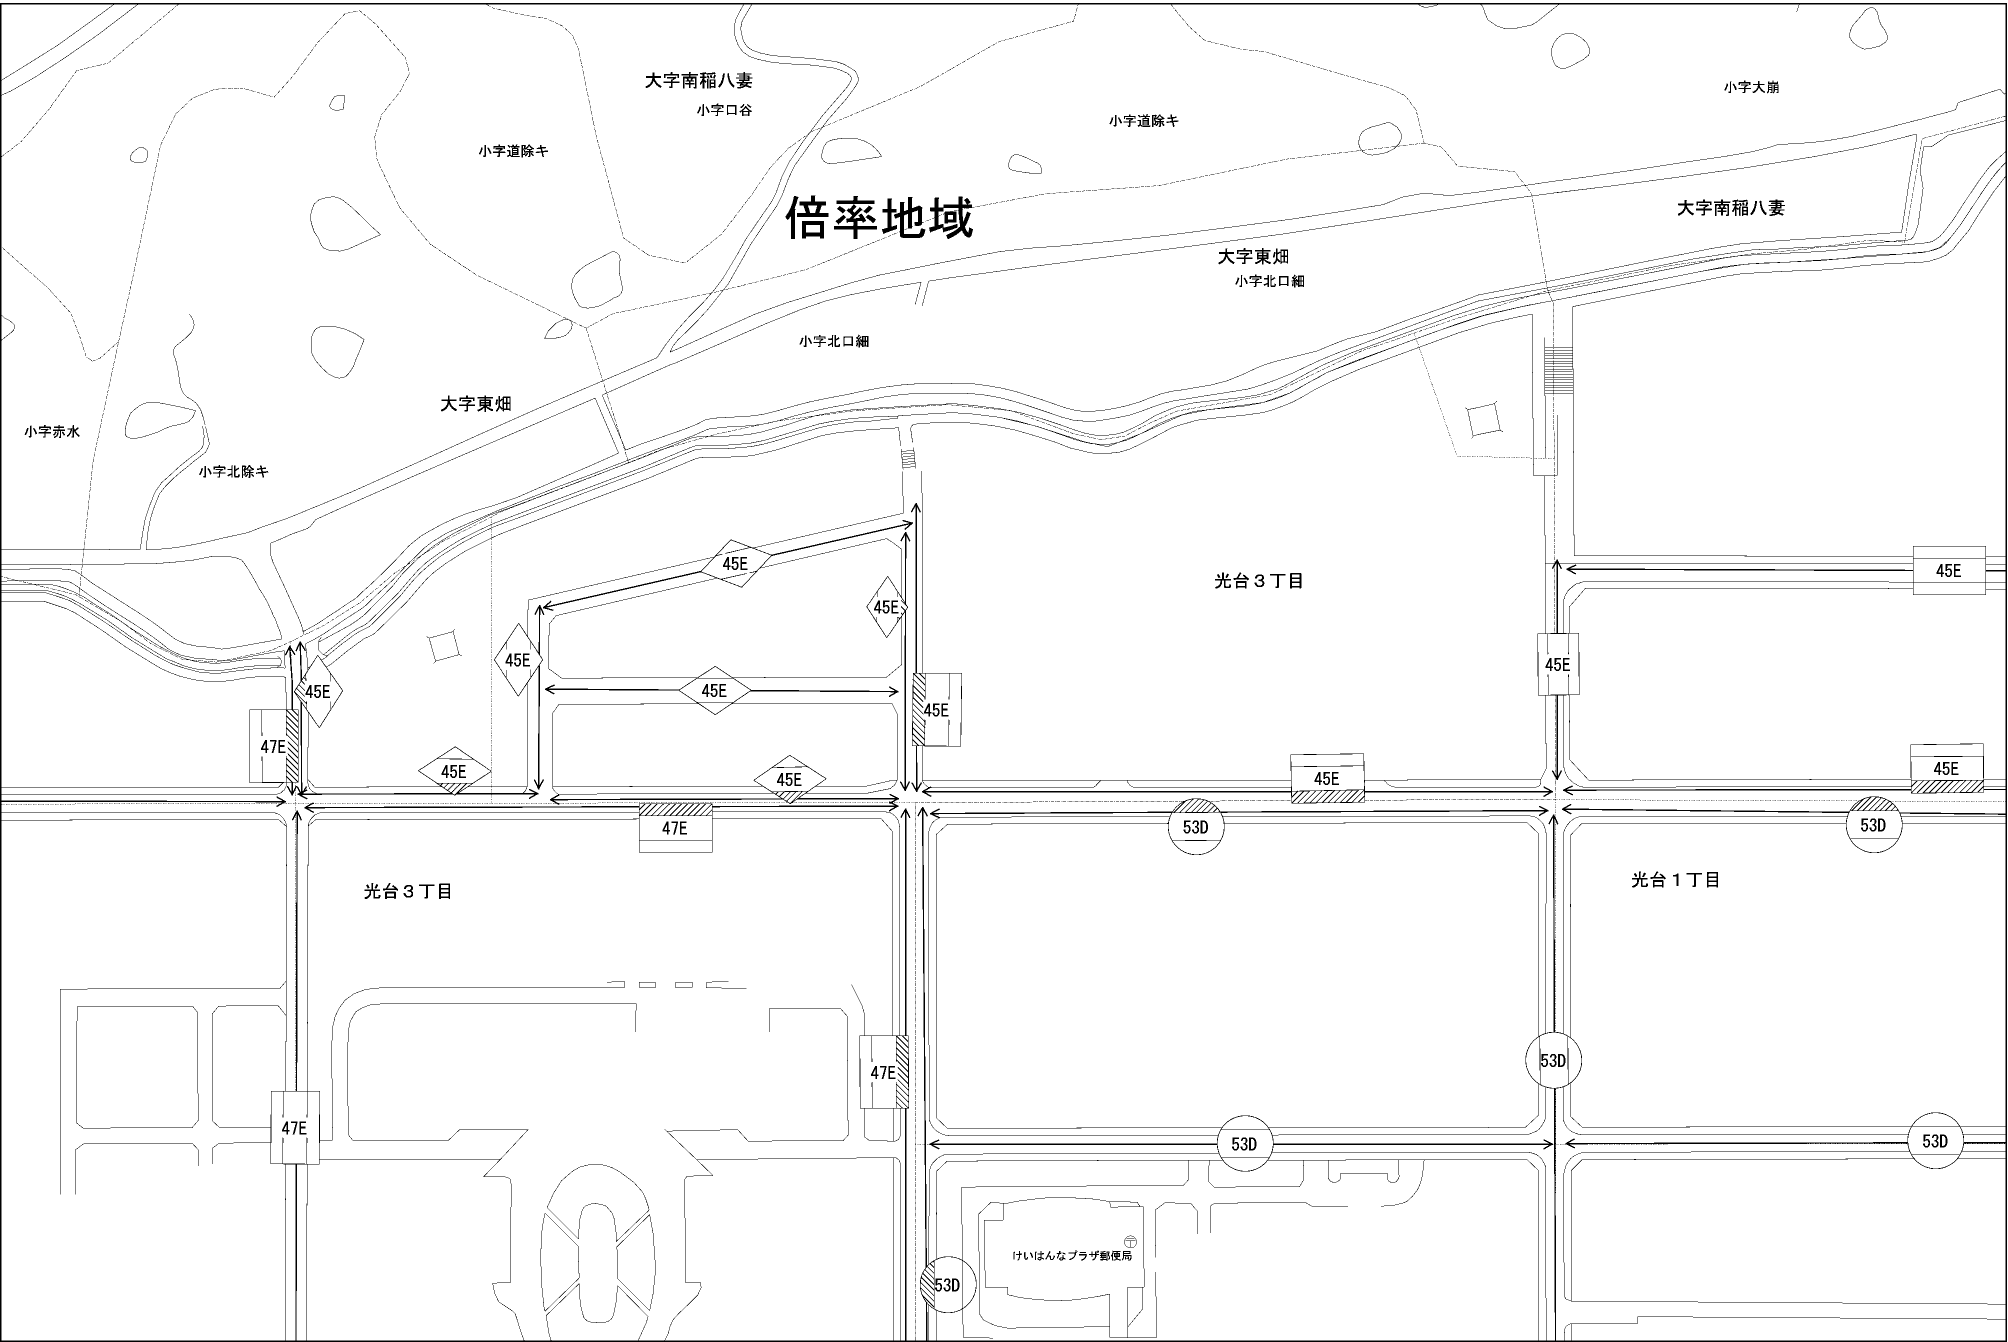 大字南稲八妻
小字口谷
小字大崩
小字道除キ
小字道除キ
倍率地域
大字南稲八妻
大字東畑
小字北口細
小字北口細
大字東畑
小字赤水
小字北除キ
45E
45E
45E
光台3丁目
45E
45E
45E
45E
45E
45E
47E
45E
45E
45E
45E
47E
53D
53D
光台3丁目
光台1丁目
53D
47E
47E
53D
53D
けいはんなプラザ郵便局
53D